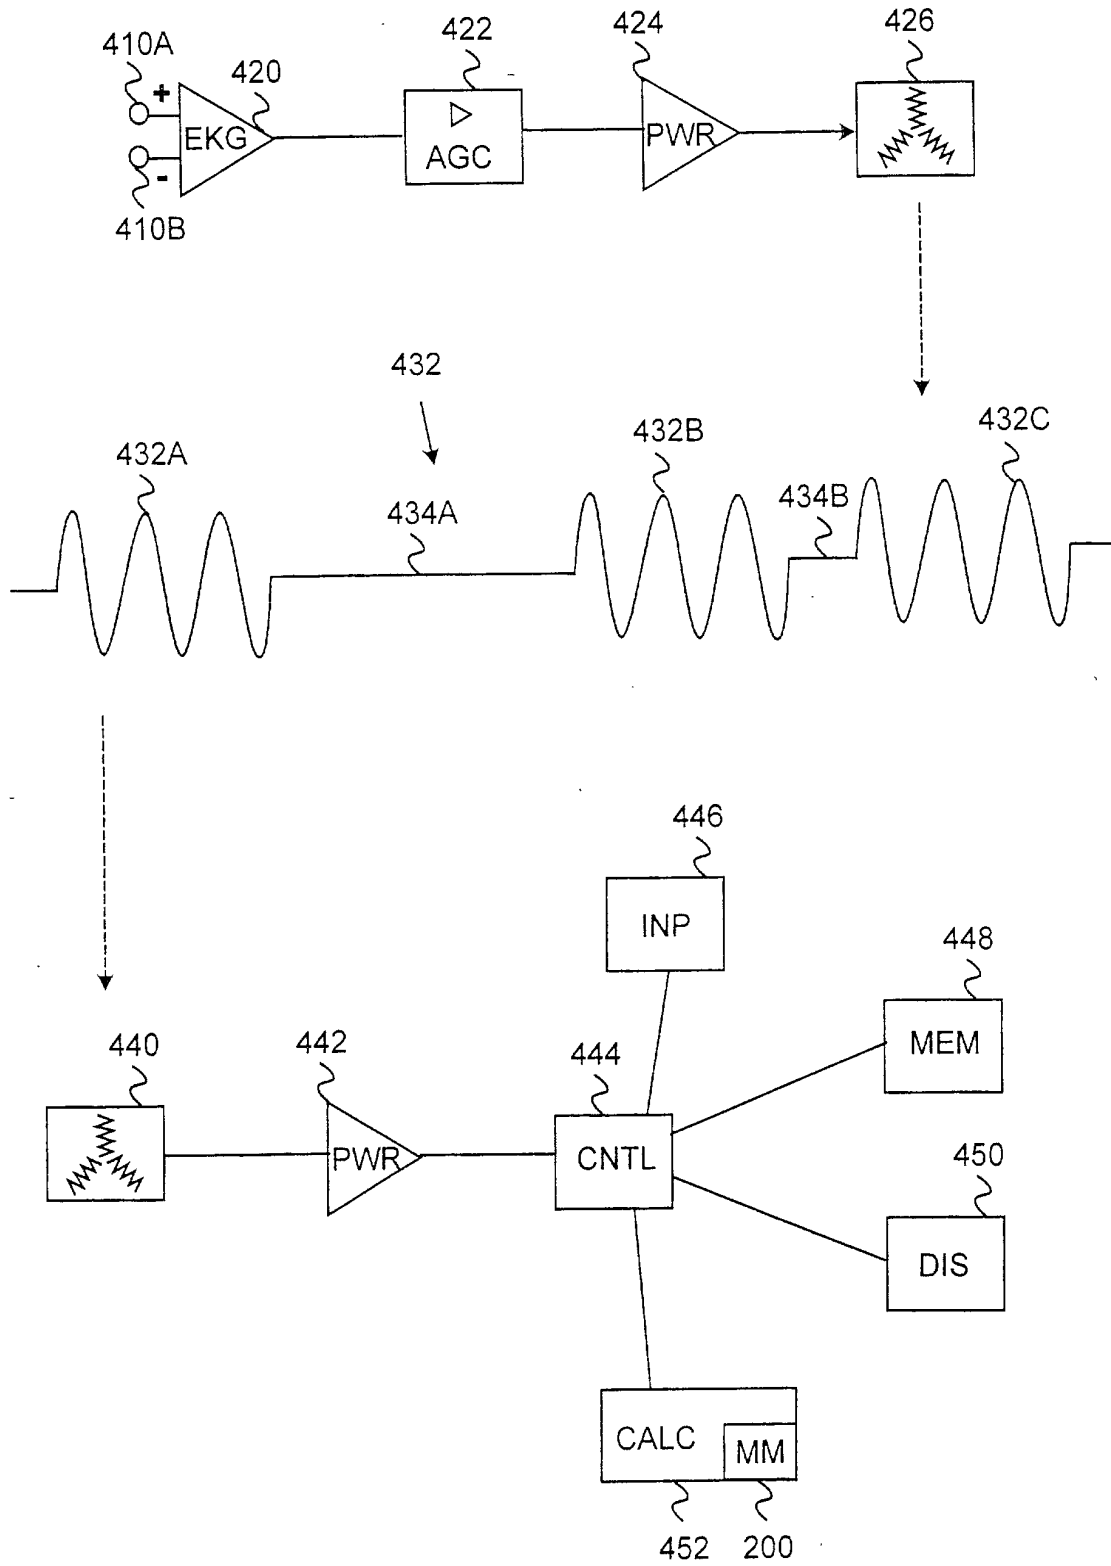 410A
420
422
424
426
+
EKG
-
410B
AGC
PWR
432
432A
434A
432B
434B
432C
446
INP
448
MEM
440
442
PWR
444
CNTL
450
DIS
CALC
MM
452
200